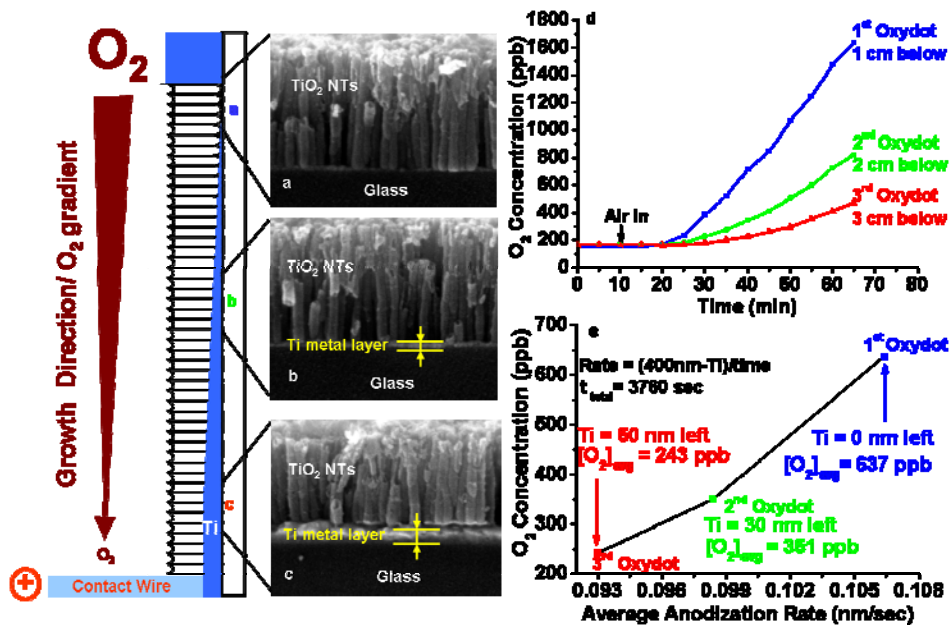 O2
Growth Direction/ O2 gradient
O2
a
b
c
Ti
Contact Wire
TiO2 NTs
Glass
a
TiO2 NTs
Ti metal layer
Glass
b
TiO2 NTs
Ti metal layer
Glass
c
d
O2 Concentration (ppb)
1800
1600
1400
1200
1000
800
600
400
200
0
1st Oxydot
1 cm below
2nd Oxydot
2 cm below
3rd Oxydot
3 cm below
Air in
0 10 20 30 40 50 60 70 80
Time (min)
e
O2 Concentration (ppb)
700
600
500
400
300
200
1st Oxydot
Rate = (400nm-Ti)/time
t total = 3760 sec
Ti = 0 nm left
[O2]avg = 637 ppb
Ti = 50 nm left
[O2]avg = 243 ppb
2nd Oxydot
Ti = 30 nm left
[O2]avg = 351 ppb
3rd Oxydot
0.093 0.096 0.099 0.102 0.105 0.108
Average Anodization Rate (nm/sec)